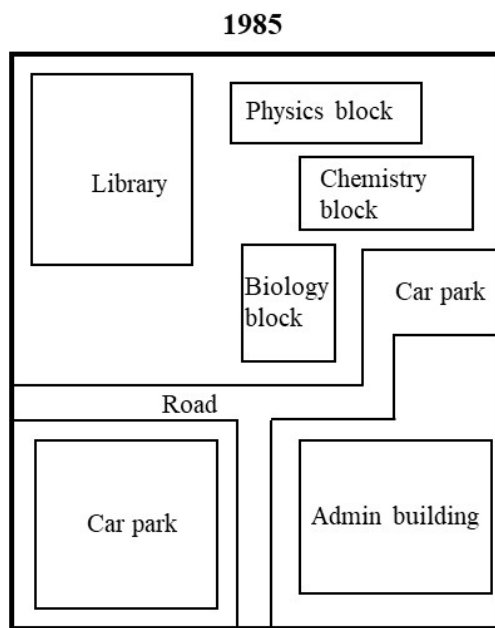 1985
Physics block
Library
Chemistry
block
Biology
block
Car park
Road
Car park
Admin building